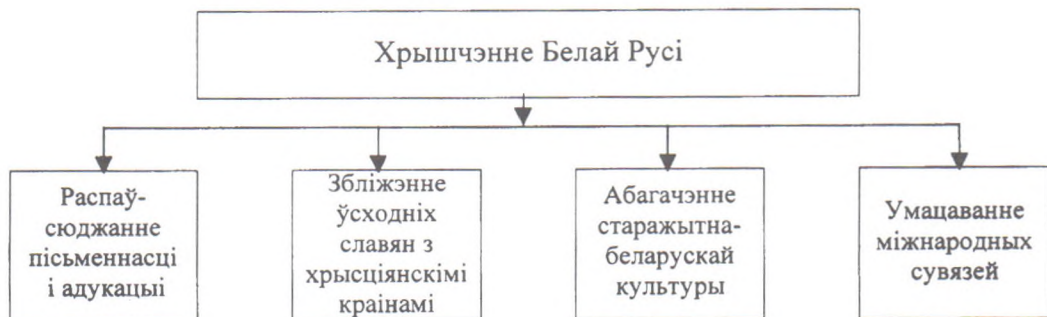 Хрышчэнне Белай Русі
Распаў-
сюджанне
пісьменнасці
і адукацыі
Збліжэнне
ўсходніх
славян з
хрысціянскімі
краінамі
Абагачэнне
старажытна-
беларускай
культуры
Умацаванне
міжнародных
сувязей